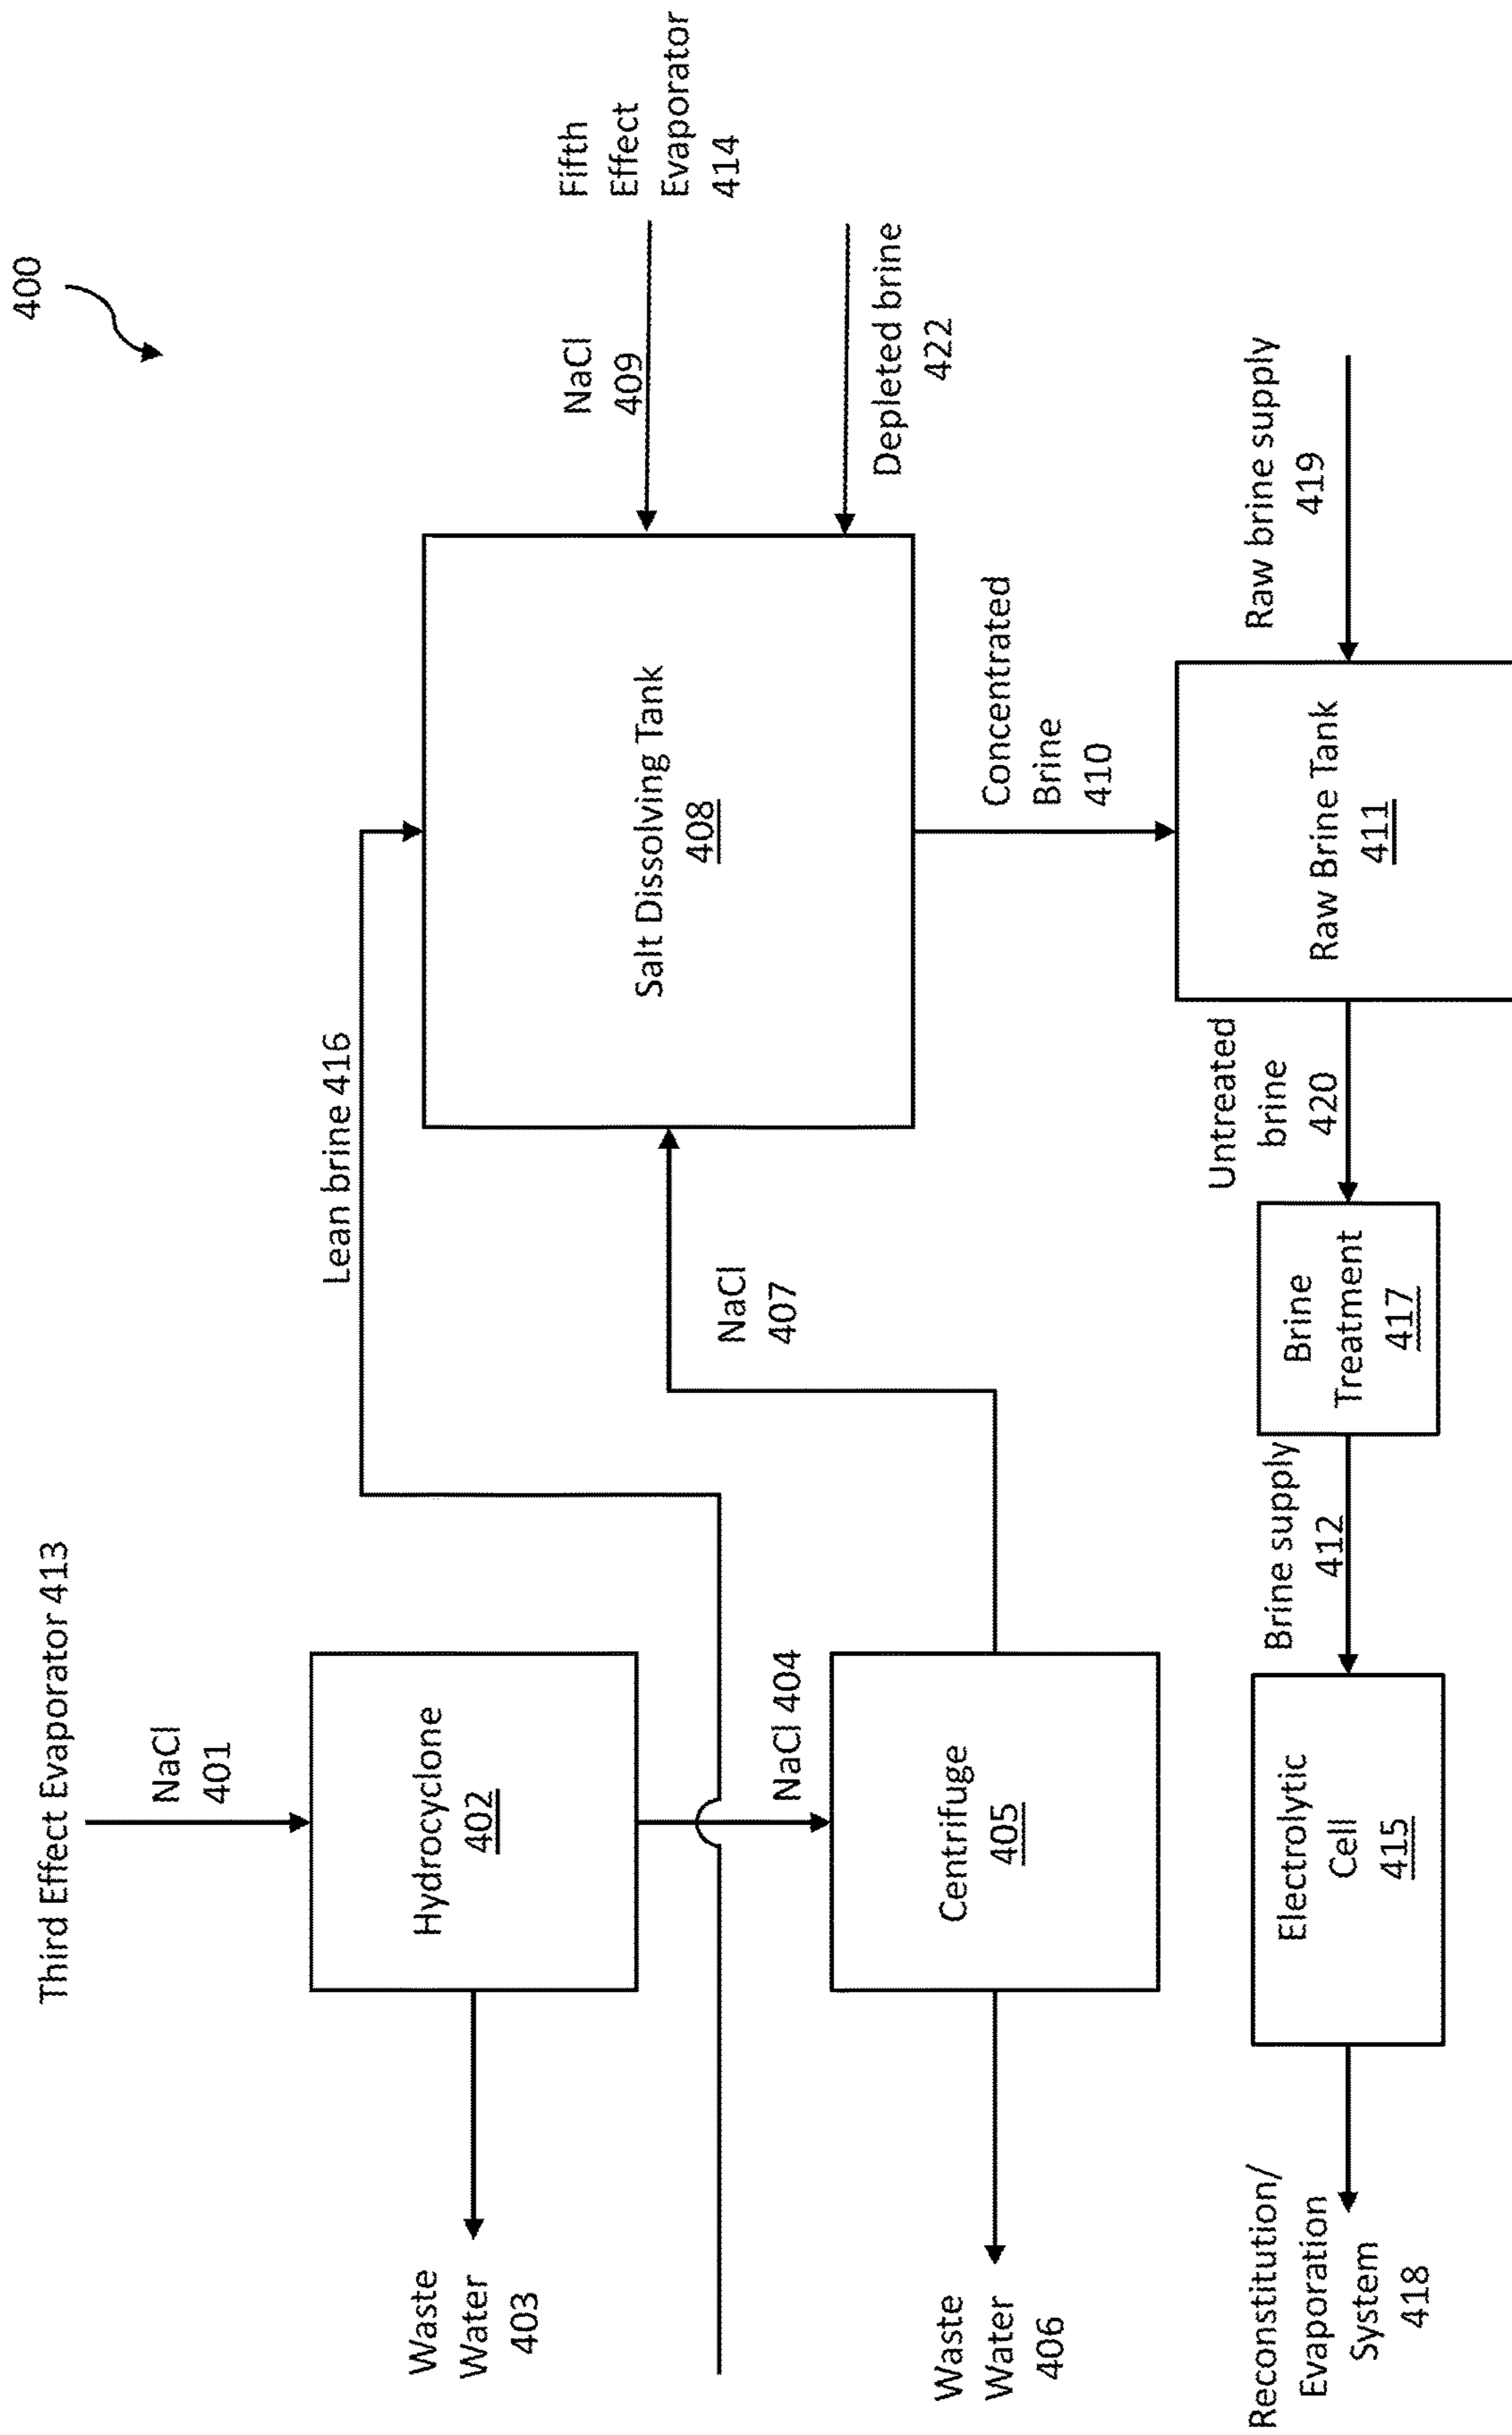 400
Third Effect Evaporator 413
NaCl
401
Hydrocyclone
402
Waste
Water
403
Lean brine 416
NaCl 404
Centrifuge
405
Waste
Water
406
NaCl
407
Salt Dissolving Tank
408
Fifth
Effect
Evaporator
414
NaCl
409
Depleted brine
422
Concentrated
Brine
410
Raw brine supply
419
Raw Brine Tank
411
Untreated
brine
420
Brine
Treatment
417
Brine supply
412
Electrolytic
Cell
415
Reconstitution/
Evaporation
System
418